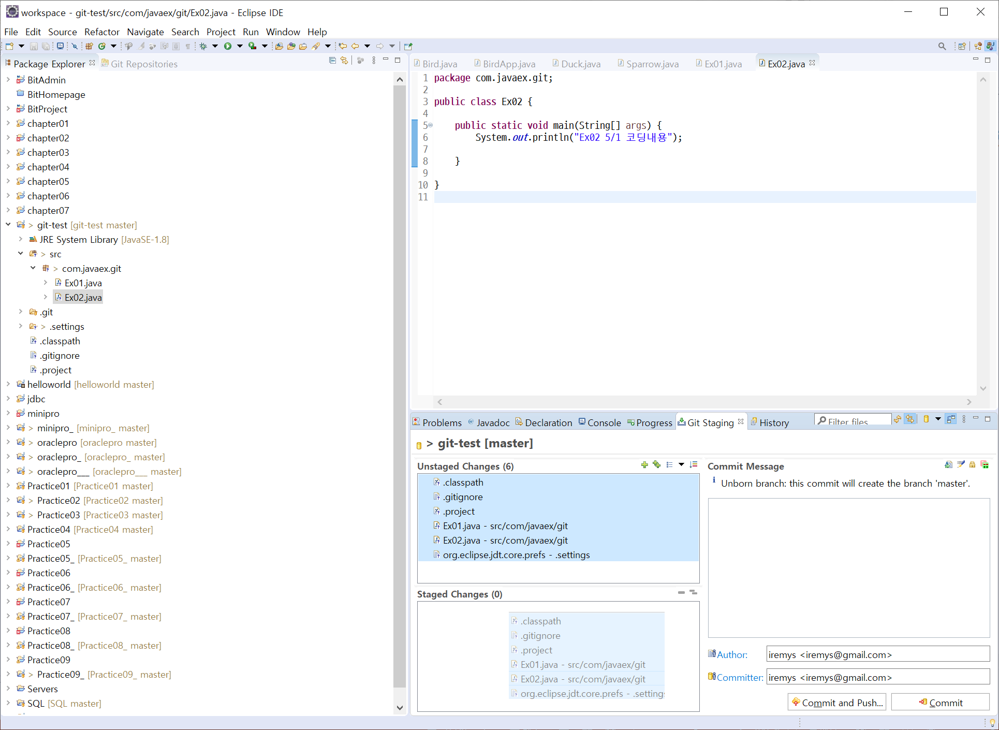 workspace - git-test/src/com/javaex/git/Ex02.java - Eclipse IDE
File Edit Source Refactor Navigate Search Project Run Window Help
Package Explorer Git Repositories
BitAdmin
BitHomepage
BitProject
chapter01
chapter02
chapter03
chapter04
chapter05
chapter06
chapter07
> git-test [git-test master]
JRE System Library [JavaSE-1.8]
> src
> com.javaex.git
Ex01.java
Ex02.java
.git
> .settings
.classpath
.gitignore
.project
helloworld [helloworld master]
jdbc
minipro
> minipro_ [minipro_ master]
> oraclepro [oraclepro master]
> oraclepro_ [oraclepro_ master]
> oraclepro___ [oraclepro___ master]
Practice01 [Practice01 master]
> Practice02 [Practice02 master]
> Practice03 [Practice03 master]
Practice04 [Practice04 master]
Practice05
Practice05_ [Practice05_ master]
Practice06
Practice06_ [Practice06_ master]
Practice07
Practice07_ [Practice07_ master]
Practice08
Practice08_ [Practice08_ master]
Practice09
> Practice09_ [Practice09_ master]
Servers
SQL [SQL master]
Bird.java BirdApp.java Duck.java Sparrow.java Ex01.java Ex02.java
1 package com.javaex.git;
2
3 public class Ex02 {
4
5 public static void main(String[] args) {
6 System.out.println("Ex02 5/1 코딩내용");
7
8 }
9
10 }
11
Problems Javadoc Declaration Console Progress Git Staging History Filter files
> git-test [master]
Unstaged Changes (6)
.classpath
.gitignore
.project
Ex01.java - src/com/javaex/git
Ex02.java - src/com/javaex/git
org.eclipse.jdt.core.prefs - .settings
Staged Changes (0)
.classpath
.gitignore
.project
Ex01.java - src/com/javaex/git
Ex02.java - src/com/javaex/git
org.eclipse.jdt.core.prefs - .setting
Commit Message
Unborn branch: this commit will create the branch 'master'.
Author: iremys <iremys@gmail.com>
Committer: iremys <iremys@gmail.com>
Commit and Push... Commit